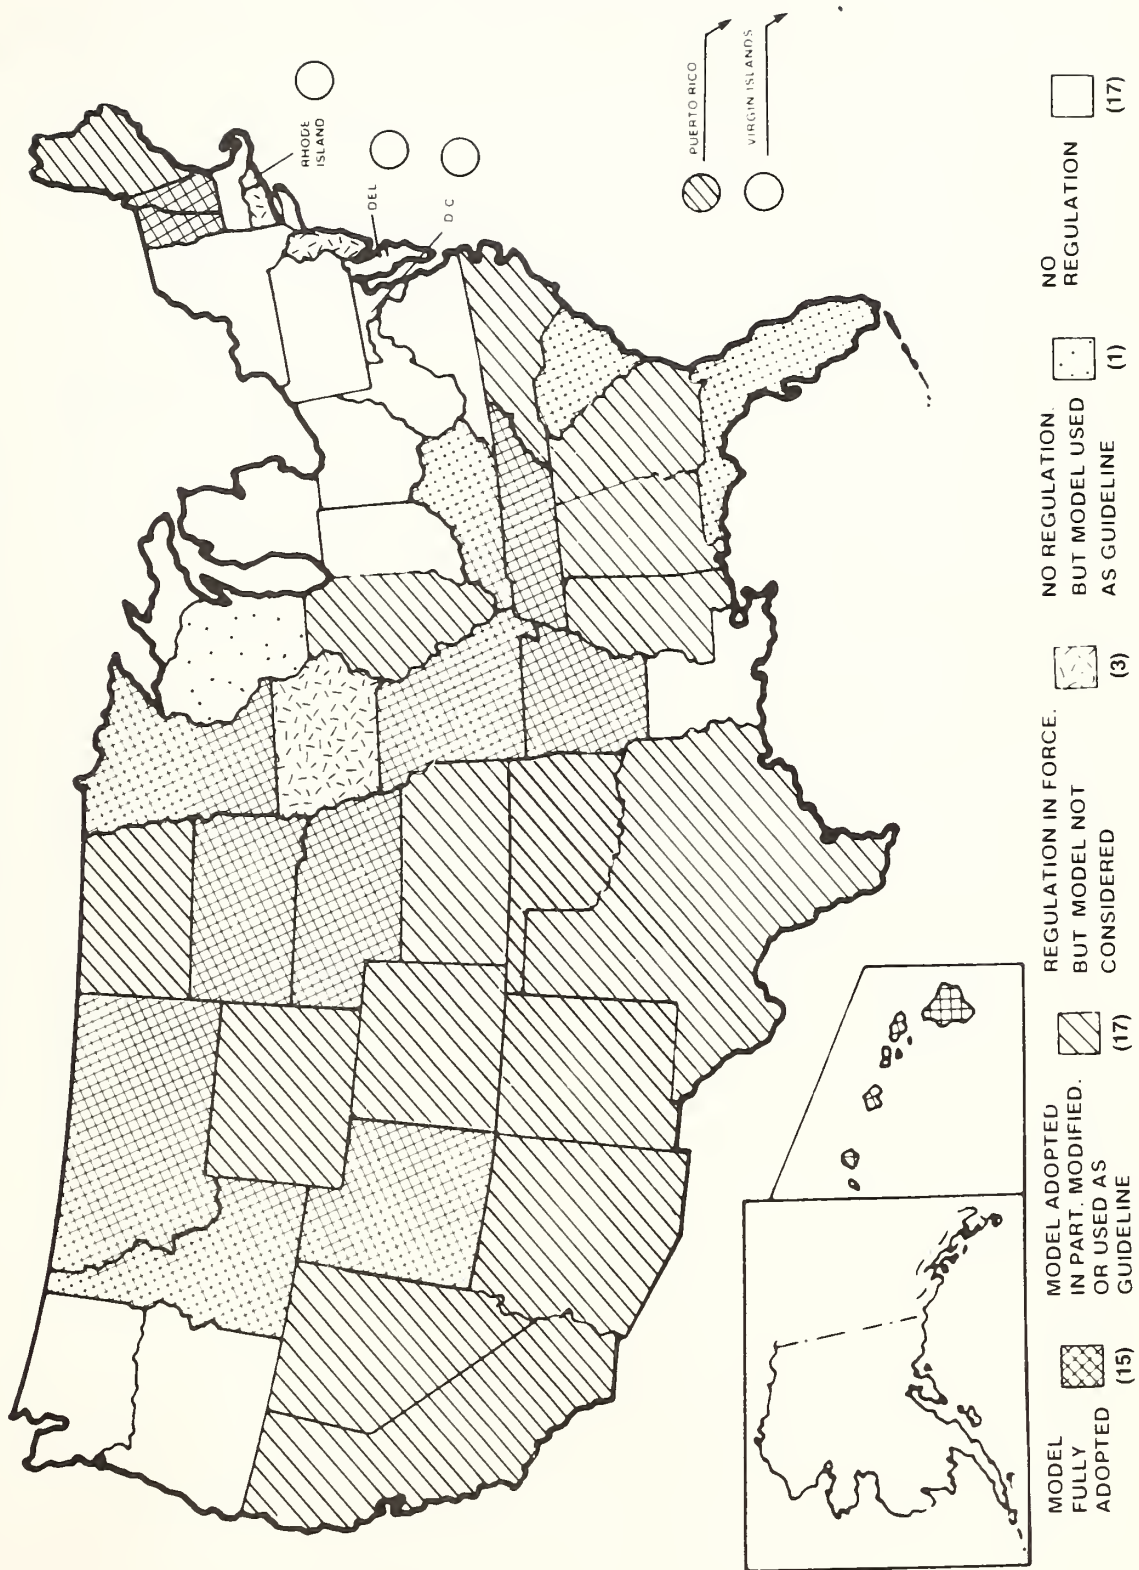 RHODE
ISLAND
DEL
D C
PUERTO RICO
VIRGIN ISLANDS
MODEL
FULLY
ADOPTED
(15)
MODEL ADOPTED
IN PART. MODIFIED.
OR USED AS
GUIDELINE
(17)
REGULATION IN FORCE.
BUT MODEL NOT
CONSIDERED
(3)
NO REGULATION.
BUT MODEL USED
AS GUIDELINE
(1)
NO
REGULATION
(17)